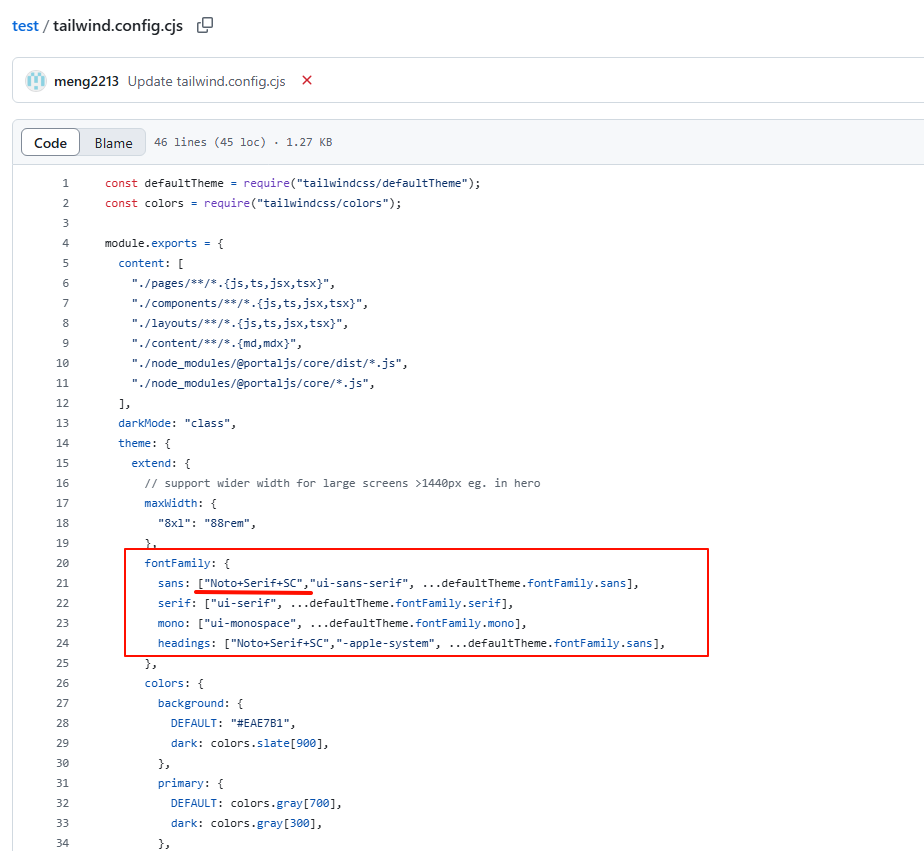 test / tailwind.config.cjs
meng2213 Update tailwind.config.cjs
Code Blame 46 lines (45 loc) · 1.27 KB
1 const defaultTheme = require("tailwindcss/defaultTheme");
2 const colors = require("tailwindcss/colors");
3
4 module.exports = {
5 content: [
6 "./pages/**/*.{js,ts,jsx,tsx}",
7 "./components/**/*.{js,ts,jsx,tsx}",
8 "./layouts/**/*.{js,ts,jsx,tsx}",
9 "./content/**/*.{md,mdx}",
10 "./node_modules/@portaljs/core/dist/*.js",
11 "./node_modules/@portaljs/core/*.js",
12 ],
13 darkMode: "class",
14 theme: {
15 extend: {
16 // support wider width for large screens >1440px eg. in hero
17 maxWidth: {
18 "8xl": "88rem",
19 },
20 fontFamily: {
21 sans: ["Noto+Serif+SC","ui-sans-serif", ...defaultTheme.fontFamily.sans],
22 serif: ["ui-serif", ...defaultTheme.fontFamily.serif],
23 mono: ["ui-monospace", ...defaultTheme.fontFamily.mono],
24 headings: ["Noto+Serif+SC","-apple-system", ...defaultTheme.fontFamily.sans],
25 },
26 colors: {
27 background: {
28 DEFAULT: "#EAE7B1",
29 dark: colors.slate[900],
30 },
31 primary: {
32 DEFAULT: colors.gray[700],
33 dark: colors.gray[300],
34 },